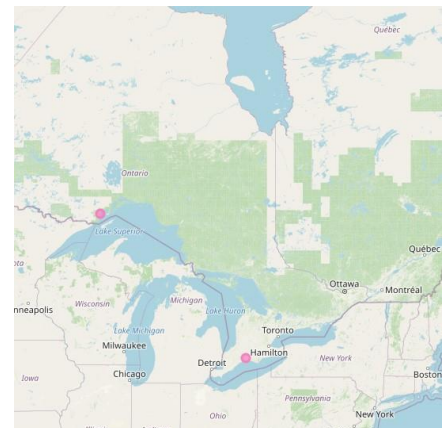 Québec
Ontario
Lake Superior
Québec
Ottawa
Montréal
nneapolis
Wisconsin
Michigan
Lake Huron
Toronto
Lake Michigan
Milwaukee
Hamilton
Detroit
New York
Boston
Chicago
Iowa
Pennsylvania
Ohio
New York